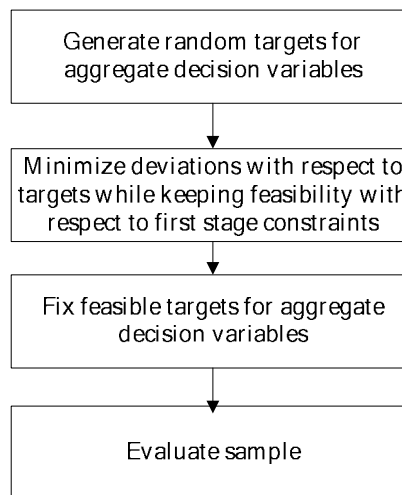 Generate random targets for
aggregate decision variables
Minimize deviations with respect to
targets while keeping feasibility with
respect to first stage constraints
Fix feasible targets for aggregate
decision variables
Evaluate sample